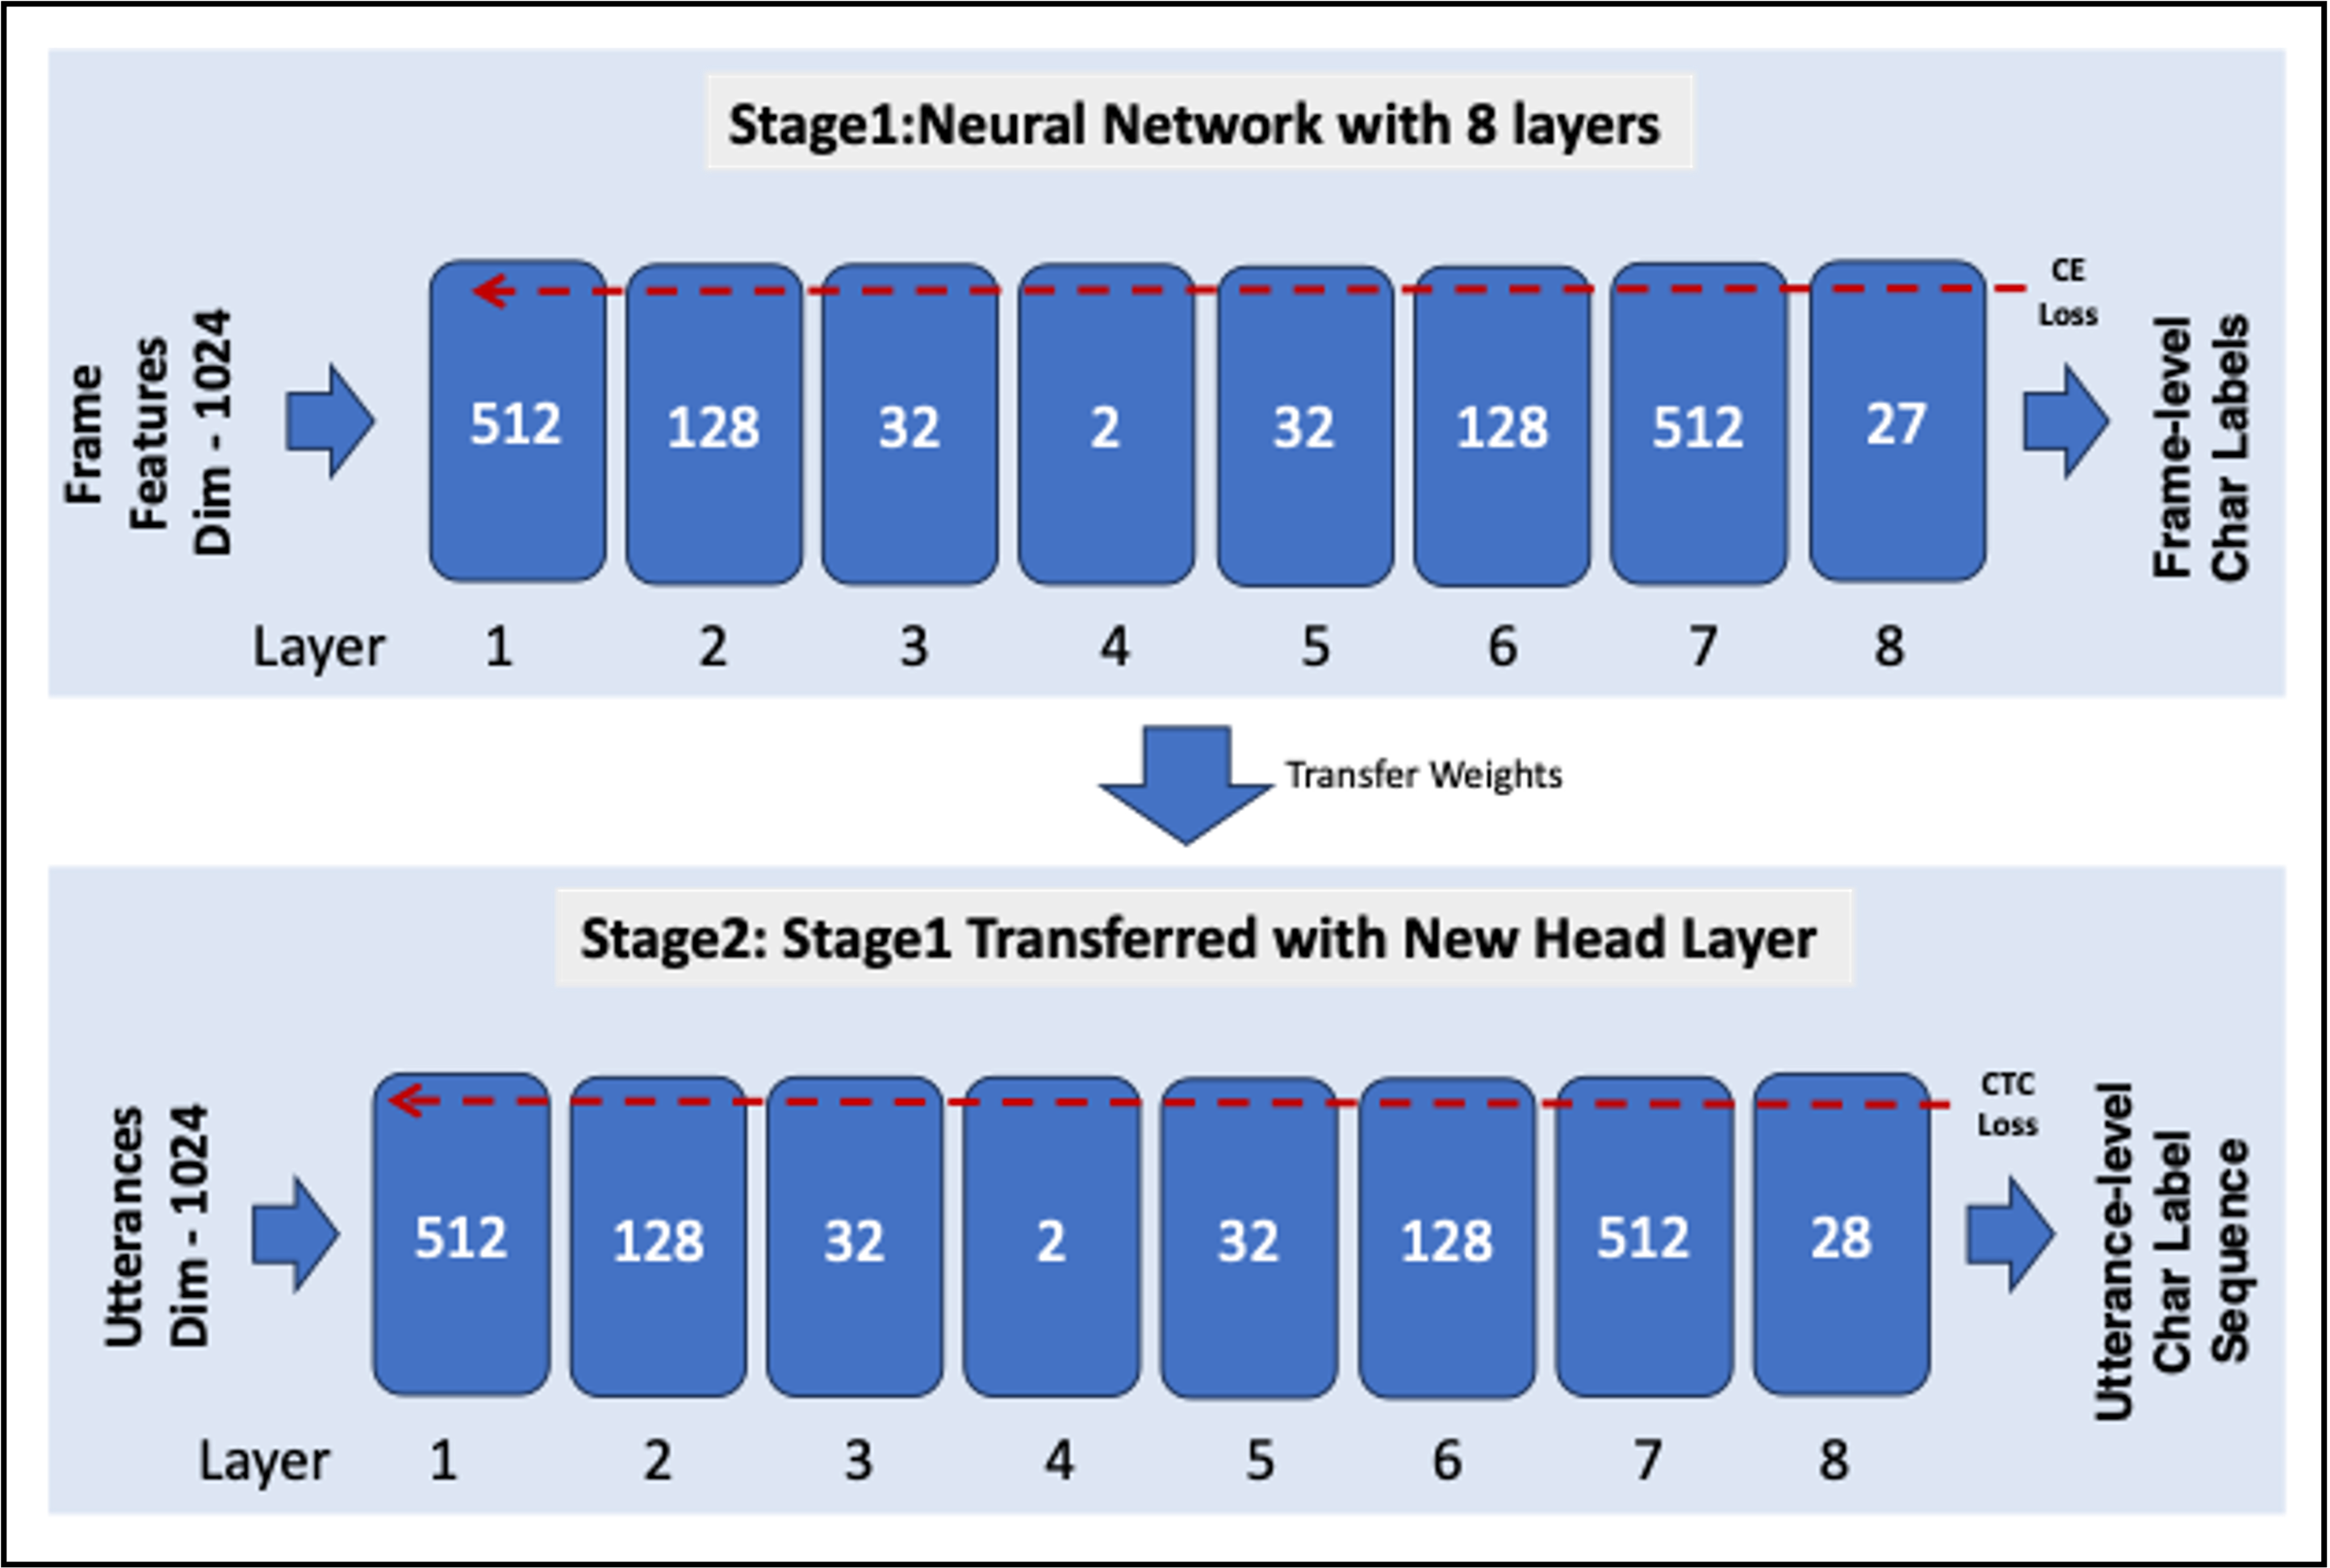 Stage1:Neural Network with 8 layers
Frame
Features
Dim - 1024
512 128 32 2 32 128 512 27
CE
Loss
Frame-level
Char Labels
Layer 1 2 3 4 5 6 7 8
Transfer Weights
Stage2: Stage1 Transferred with New Head Layer
Utterances
Dim - 1024
512 128 32 2 32 128 512 28
CTC
Loss
Utterance-level
Char Label
Sequence
Layer 1 2 3 4 5 6 7 8